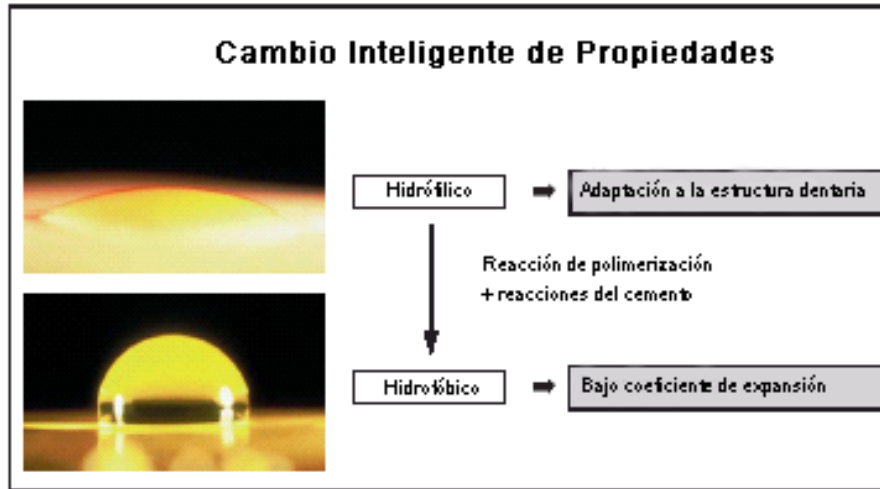 Cambio Inteligente de Propiedades
Hidrófilico
Adaptación a la estructura dentaria
Reacción de polimerización
+ reacciones del cemento
Hidrofóbico
Bajo coeficiente de expansión